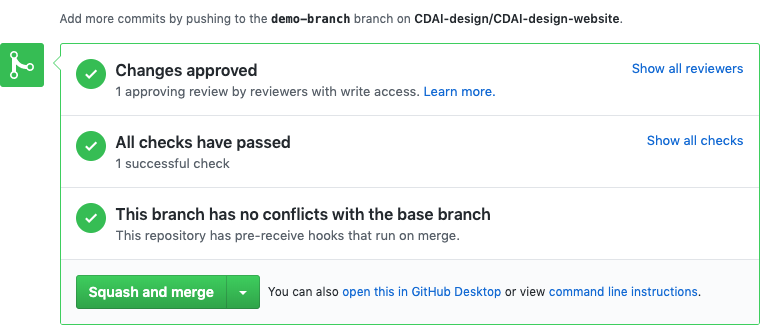 Add more commits by pushing to the demo-branch branch on CDAI-design/CDAI-design-website.
Changes approved
Show all reviewers
1 approving review by reviewers with write access. Learn more.
All checks have passed
Show all checks
1 successful check
This branch has no conflicts with the base branch
This repository has pre-receive hooks that run on merge.
Squash and merge
You can also open this in GitHub Desktop or view command line instructions.